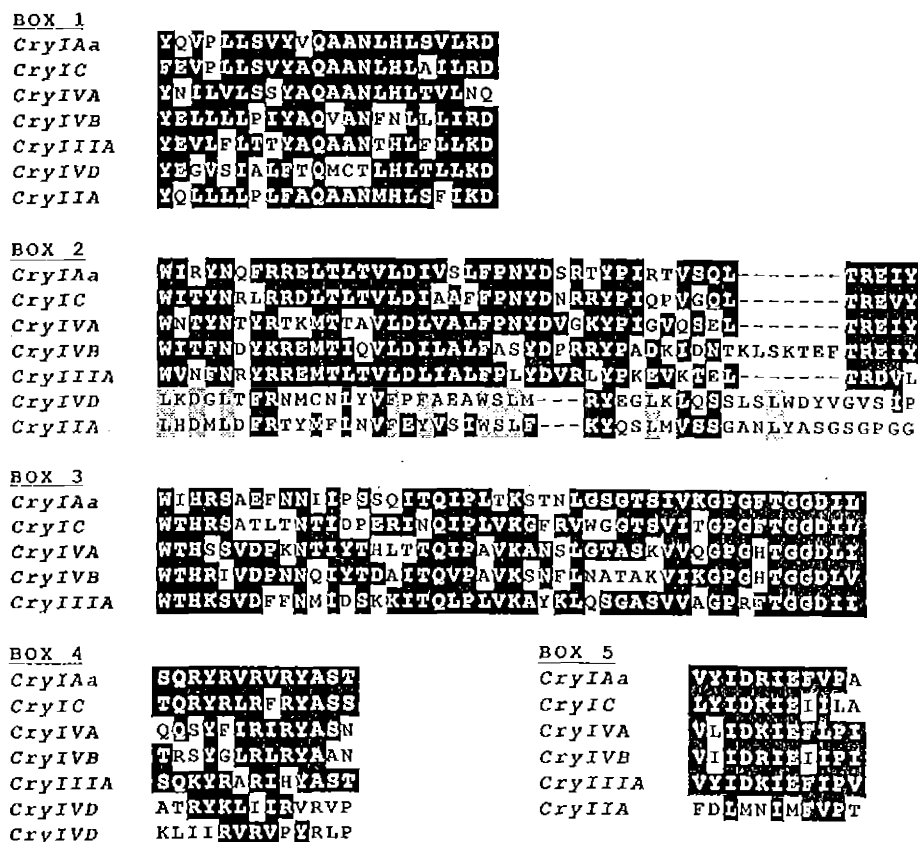 BOX 1
CryIAa YQVPLLSVYVQAANLHLSVLRD
CryIC FEVPLLSVYAQAANLHLAILRD
CryIVA YNILVLSSYAQAANLHLTVLNQ
CryIVB YELLLLPIYAQVANFNLLLIRD
CryIIIA YEVLFLTTYAQAANTHLFLLKD
CryIVD YEGVSIALFTQMCTLHLTLLKD
CryIIA YQLLLLPLFAQAANMHLSFIKD
BOX 2
CryIAa WIRYNQFRRELTLTVLDIVSLFPNYDSRTYPIRTVSQL-------TREIY
CryIC WITYNRLRRDLTLTVLDIAAFFPNYDNRRYPIQPVGQL-------TREVY
CryIVA WNTYNTYRTKMTTAVLDLVALFPNYDVGKYPIGVQSEL-------TREIY
CryIVB WITFNDYKREMTIQVLDILALFASYDPRRYPADKIDNTKLSKTEFTREIY
CryIIIA WVNFNRYRREMTLTVLDLIALFPLYDVRLYPKEVKTEL-------TRDVL
CryIVD LKDGLTFRNMCNLYVFPFAEAWSLM---RYEGLKLQSSLSLWDYVGVSIP
CryIIA LHDMLDFRTYMFLNVFEYVSIWSLF---KYQSLMVSSGANLYASGSGPGG
BOX 3
CryIAa WIHRSAEFNNILPSSQITQIPLTKSTNLGSGTSIVKGPGFTGGDIL
CryIC WTHRSATLTNTIDPERINQIPLVKGFRVWGGTSVITGPGFTGGDIL
CryIVA WTHSSVDPKNTIYTHLTTQIPAVKANSLGTASKVVQGPGHTGGDLI
CryIVB WTHRIVDPNNQIYTDAITQVPAVKSNFLNATAKVIKGPGHTGGDLV
CryIIIA WTHKSVDFFNMIDSKKITQLPLVKAYKLQSGASVVAGPRFTGGDII
BOX 4
CryIAa SQRYRVRVRYAST
CryIC TQRYRLRFRYASS
CryIVA QQSYFIRIRYASN
CryIVB TRSYGLRLRYAAN
CryIIIA SQKYRARIHYAST
CryIVD ATRYKLIIRVRVP
CryIVD KLIIRVRVPYRLP
BOX 5
CryIAa VYIDRIEFVPA
CryIC LYIDKIEIILA
CryIVA VLIDKIEFIPI
CryIVB VIIDRIEIIPI
CryIIIA VYIDKIEFIPV
CryIIA FDLMNIMFVPT